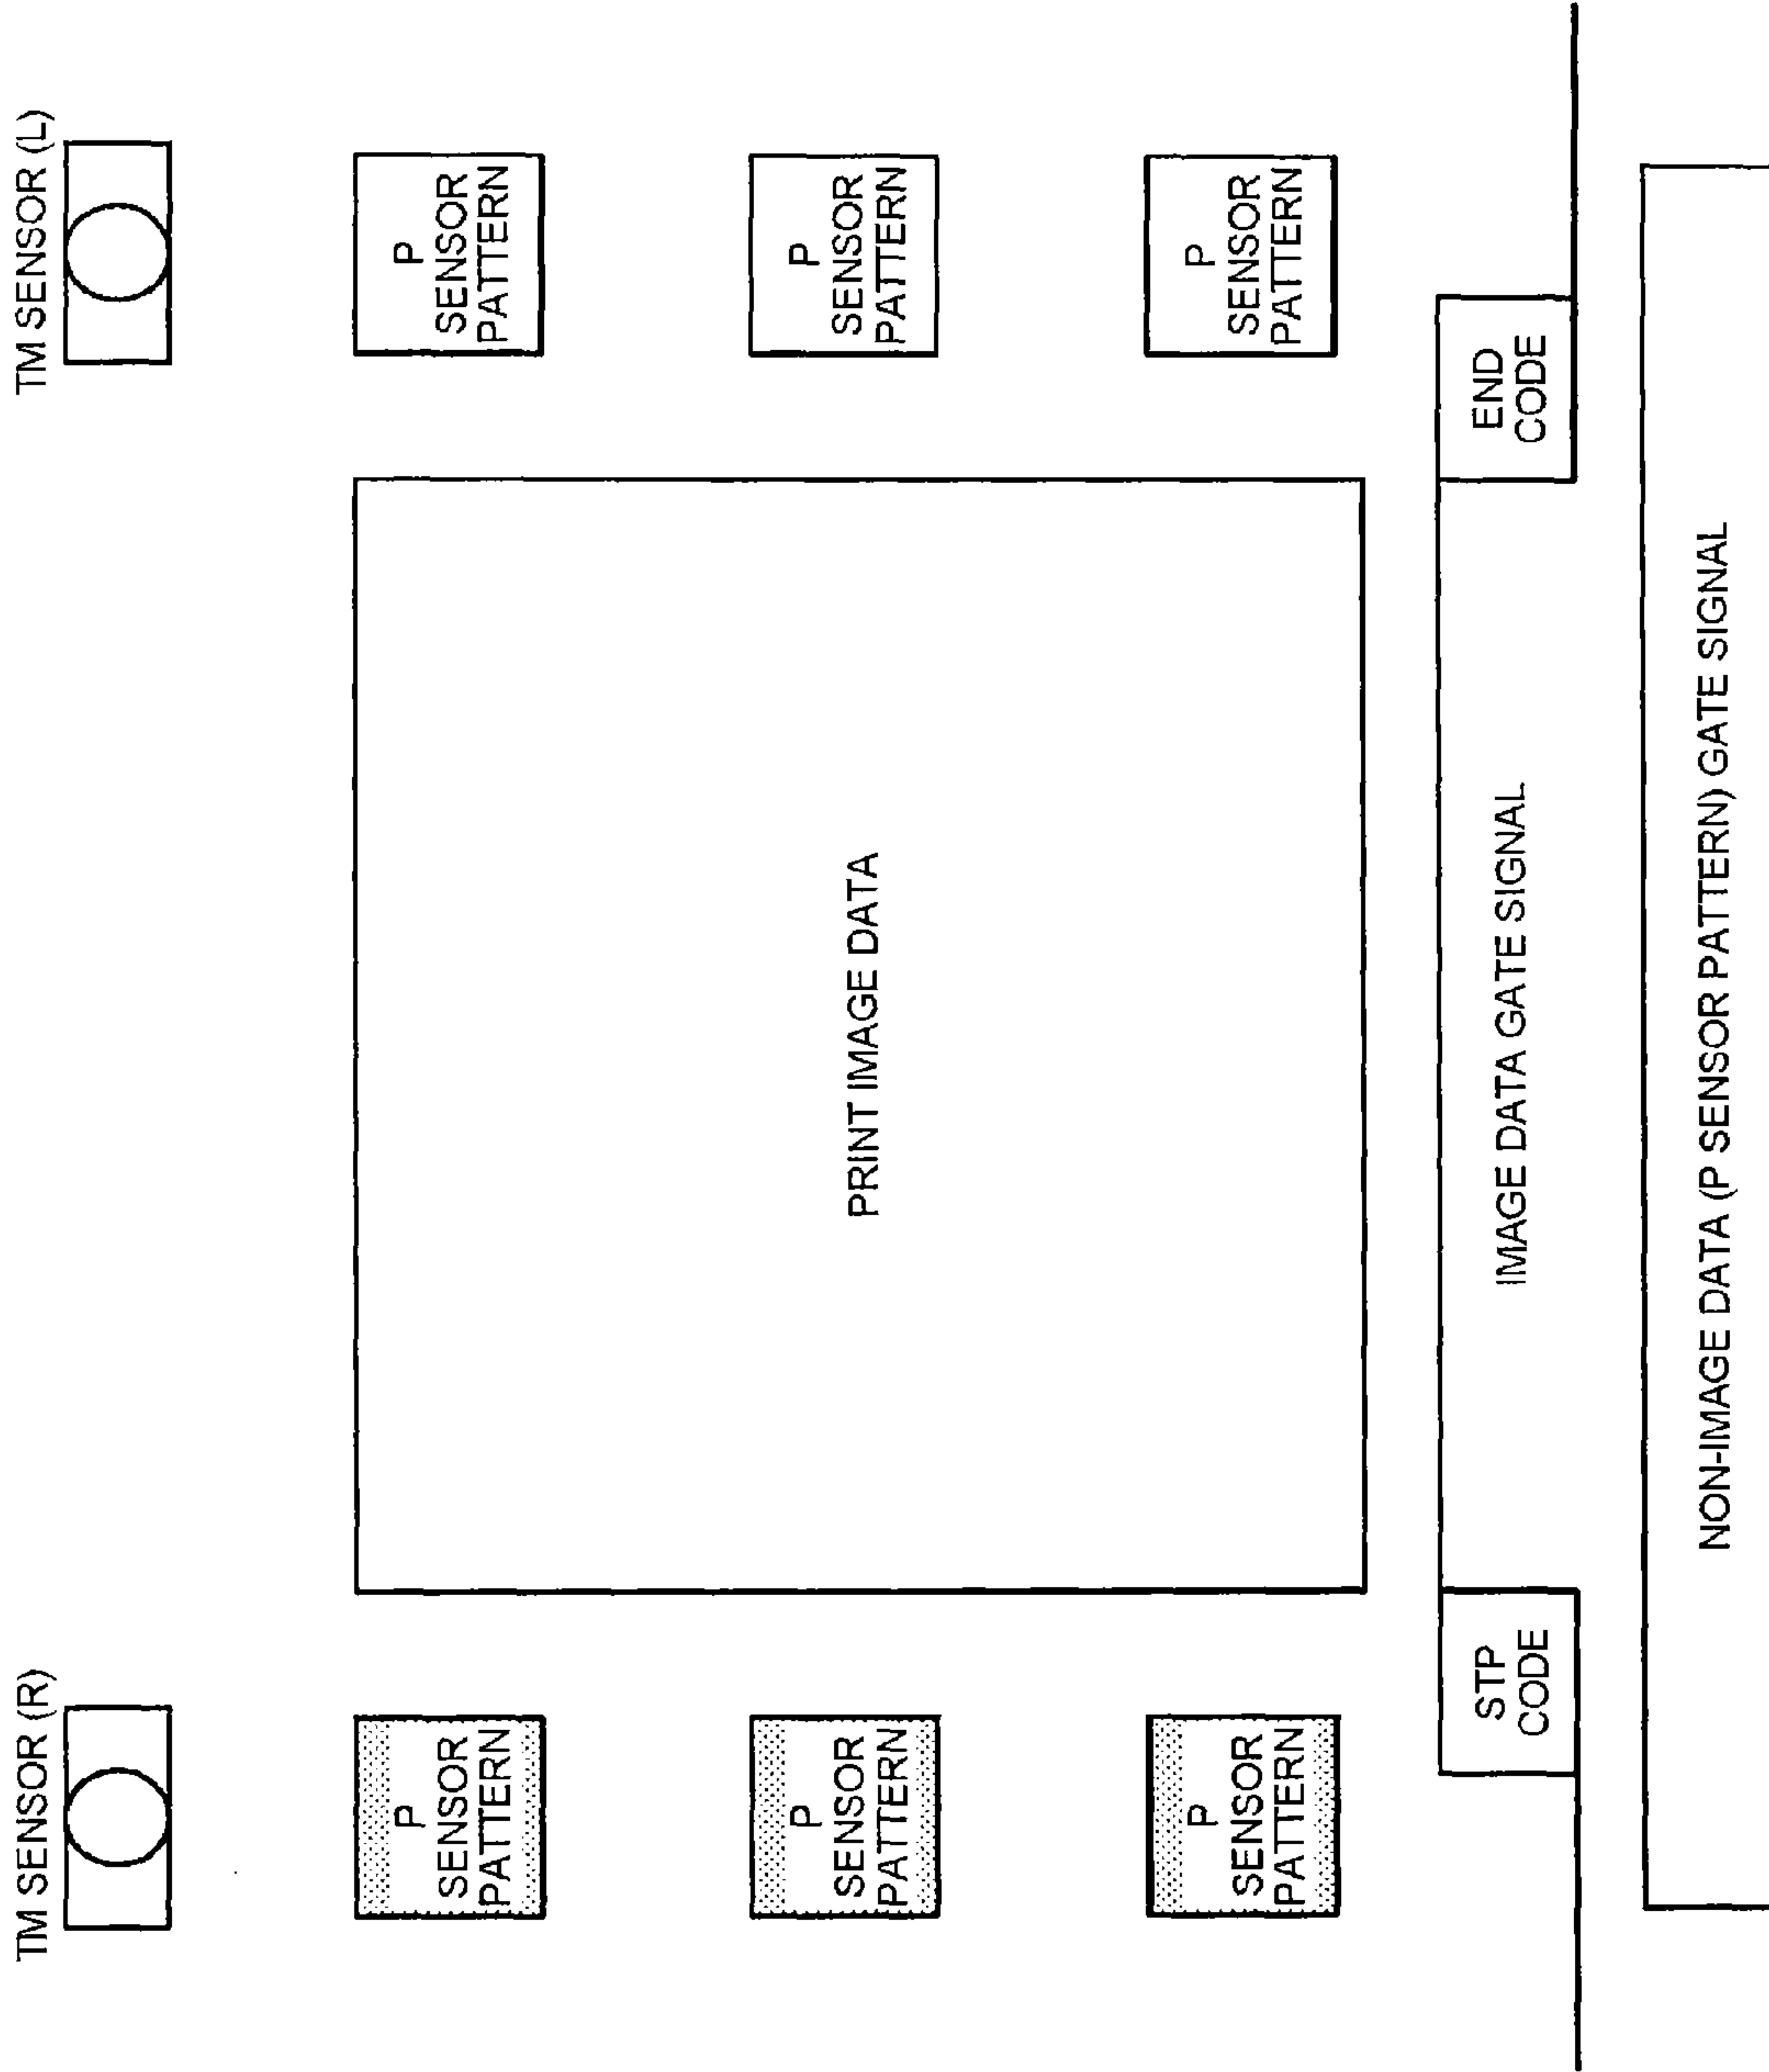 TM SENSOR (R)
TM SENSOR (L)
P
SENSOR
PATTERN
P
SENSOR
PATTERN
P
SENSOR
PATTERN
P
SENSOR
PATTERN
P
SENSOR
PATTERN
P
SENSOR
PATTERN
PRINT IMAGE DATA
STP
CODE
IMAGE DATA GATE SIGNAL
END
CODE
NON-IMAGE DATA (P SENSOR PATTERN) GATE SIGNAL